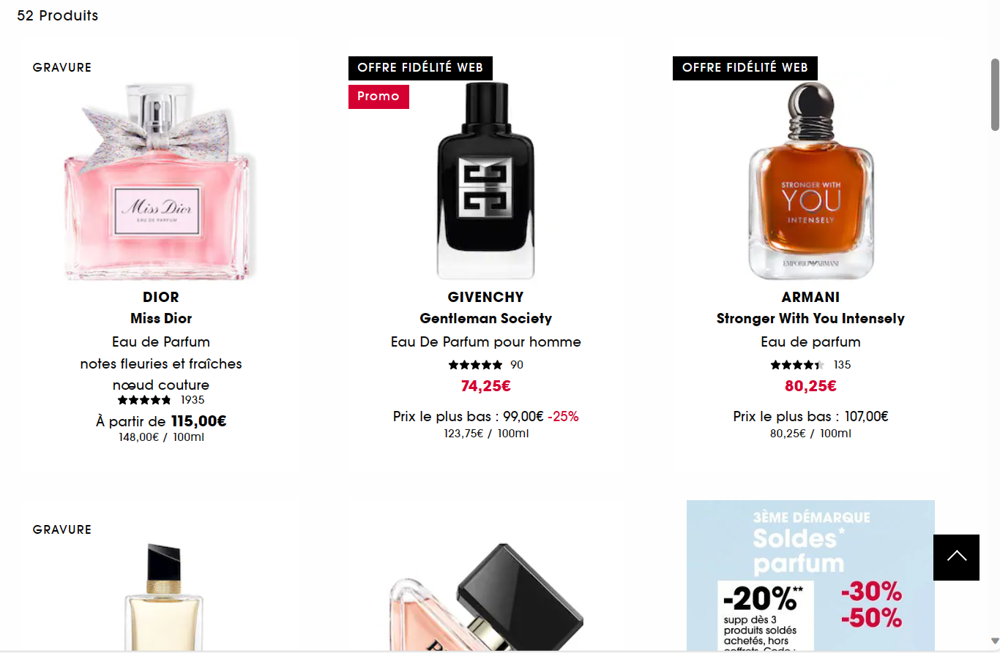 52 Produits
GRAVURE
Miss Dior
EAU DE PARFUM
DIOR
Miss Dior
Eau de Parfum
notes fleuries et fraîches
nœud couture
1935
À partir de 115,00€
148,00€ / 100ml
OFFRE FIDÉLITÉ WEB
Promo
GIVENCHY
Gentleman Society
Eau De Parfum pour homme
90
74,25€
Prix le plus bas : 99,00€ -25%
123,75€ / 100ml
OFFRE FIDÉLITÉ WEB
STRONGER WITH
YOU
INTENSELY
EMPORIO ARMANI
ARMANI
Stronger With You Intensely
Eau de parfum
135
80,25€
Prix le plus bas : 107,00€
80,25€ / 100ml
GRAVURE
3ÈME DÉMARQUE
Soldes*
parfum
-20%**
supp dès 3
produits soldés
achetés, hors
coffrets. Code :
-30%
-50%